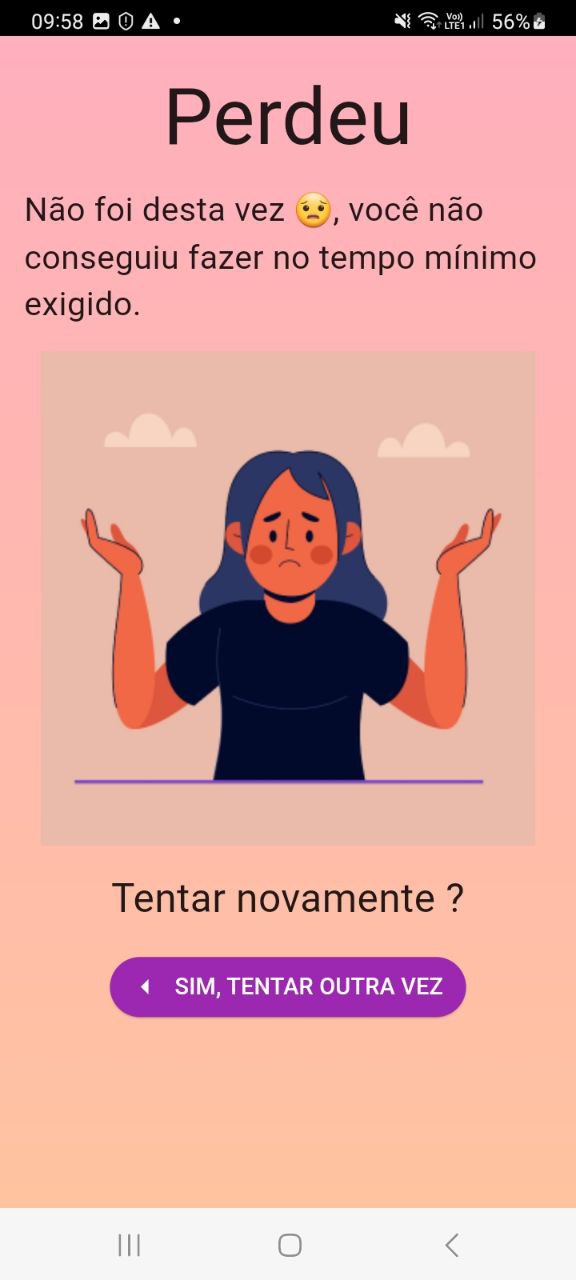 09:58 Vo)) LTE1 56%
Perdeu
Não foi desta vez 😟, você não
conseguiu fazer no tempo mínimo
exigido.
Tentar novamente ?
SIM, TENTAR OUTRA VEZ